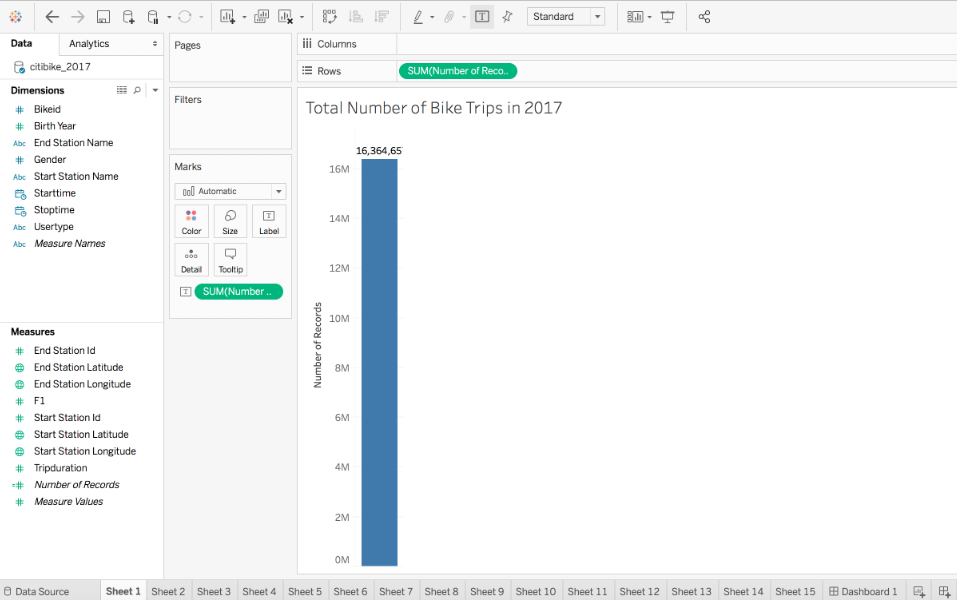 Standard
Data
Analytics
Pages
Columns
citibike_2017
Rows
SUM(Number of Reco..
Dimensions
Filters
Total Number of Bike Trips in 2017
# Bikeid
# Birth Year
Abc End Station Name
# Gender
Abc Start Station Name
Starttime
Stoptime
Abc Usertype
Abc Measure Names
Marks
Automatic
Color
Size
Label
Detail
Tooltip
T SUM(Number ..
16,364,65
16M
14M
12M
10M
8M
6M
4M
2M
0M
Number of Records
Measures
# End Station Id
End Station Latitude
End Station Longitude
# F1
# Start Station Id
Start Station Latitude
Start Station Longitude
# Tripduration
=# Number of Records
# Measure Values
Data Source
Sheet 1
Sheet 2
Sheet 3
Sheet 4
Sheet 5
Sheet 6
Sheet 7
Sheet 8
Sheet 9
Sheet 10
Sheet 11
Sheet 12
Sheet 13
Sheet 14
Sheet 15
Dashboard 1